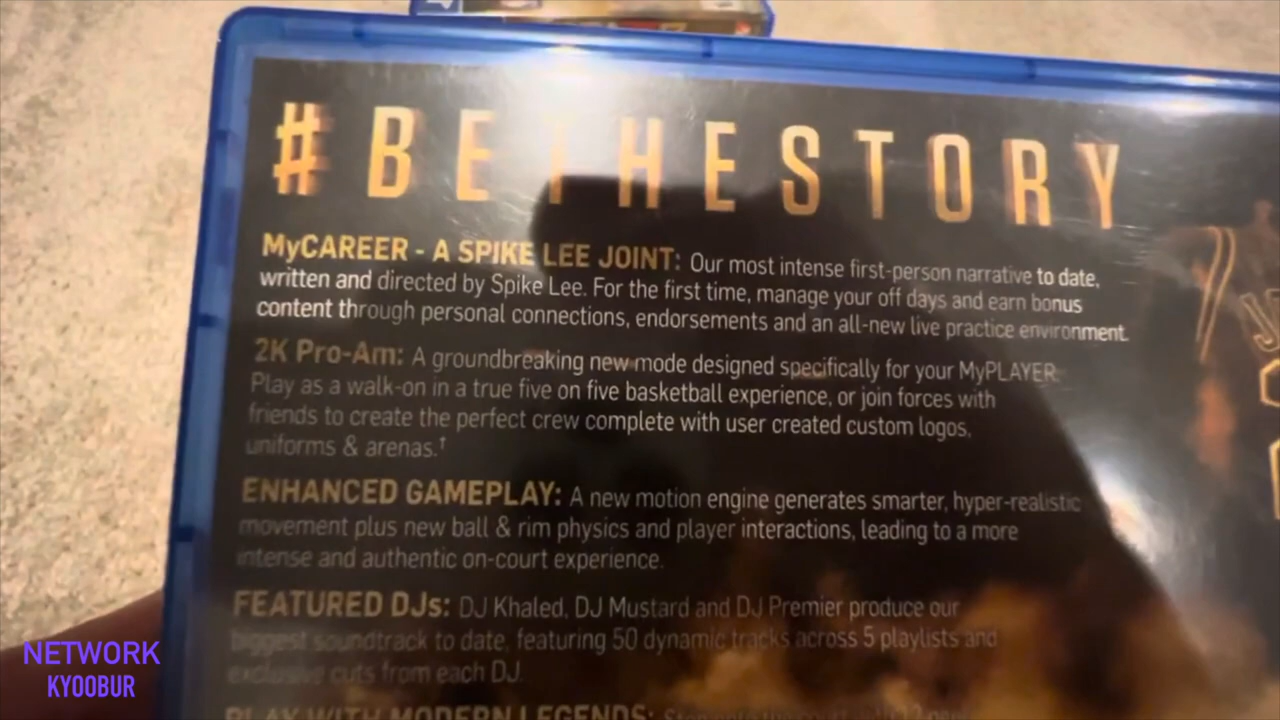 #BETHESTORY
MyCAREER - A SPIKE LEE JOINT: Our most intense first-person narrative to date,
written and directed by Spike Lee. For the first time, manage your off days and earn bonus
content through personal connections, endorsements and an all-new live practice environment.
2K Pro-Am: A groundbreaking new mode designed specifically for your MyPLAYER.
Play as a walk-on in a true five on five basketball experience, or join forces with
friends to create the perfect crew complete with user created custom logos,
uniforms & arenas.†
ENHANCED GAMEPLAY: A new motion engine generates smarter, hyper-realistic
movement plus new ball & rim physics and player interactions, leading to a more
intense and authentic on-court experience.
FEATURED DJs: DJ Khaled, DJ Mustard and DJ Premier produce our
biggest soundtrack to date, featuring 50 dynamic tracks across 5 playlists and
exclusive cuts from each DJ.
PLAY WITH MODERN LEGENDS:
NETWORK
KYOOBUR